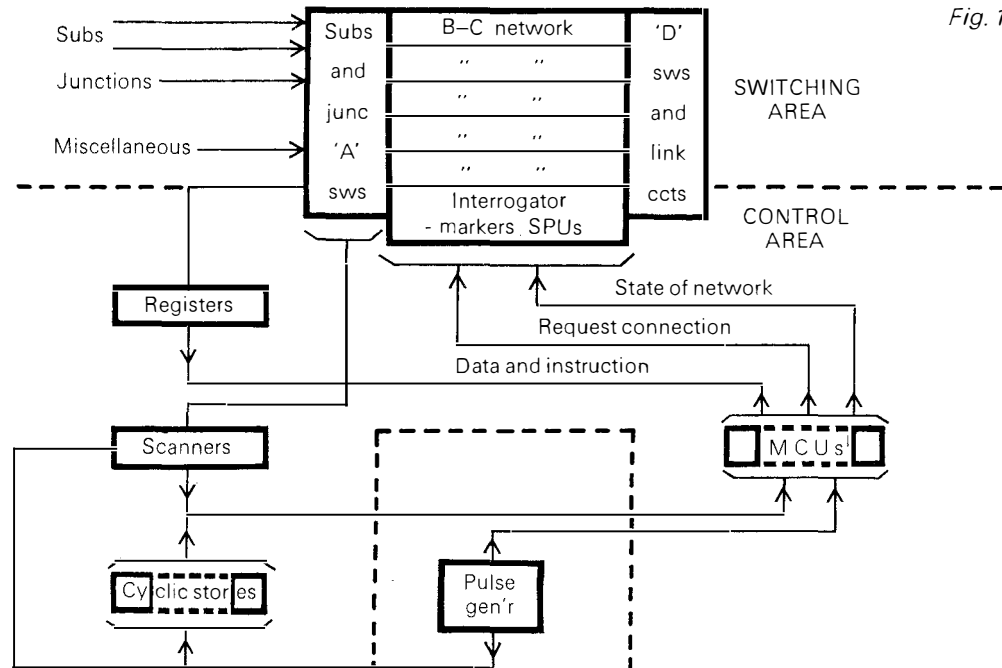 Fig. 1
Subs
Junctions
Miscellaneous
Subs
and
junc
'A'
sws
B–C network
,, ,,
,, ,,
,, ,,
,, ,,
,, ,,
Interrogator
- markers SPUs
'D'
sws
and
link
ccts
SWITCHING
AREA
CONTROL
AREA
State of network
Request connection
Data and instruction
Registers
Scanners
MCUs
Cyclic stores
Pulse
gen'r